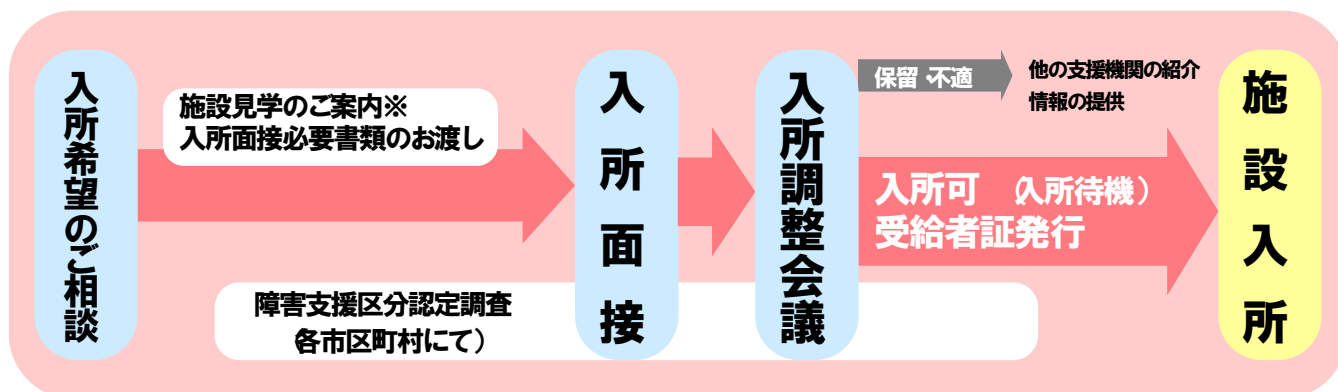 入所希望のご相談
施設見学のご案内※
入所面接必要書類のお渡し
障害支援区分認定調査
各市区町村にて）
入所面接
入所調整会議
保留・不適
他の支援機関の紹介
情報の提供
入所可　（入所待機）
受給者証発行
施設入所